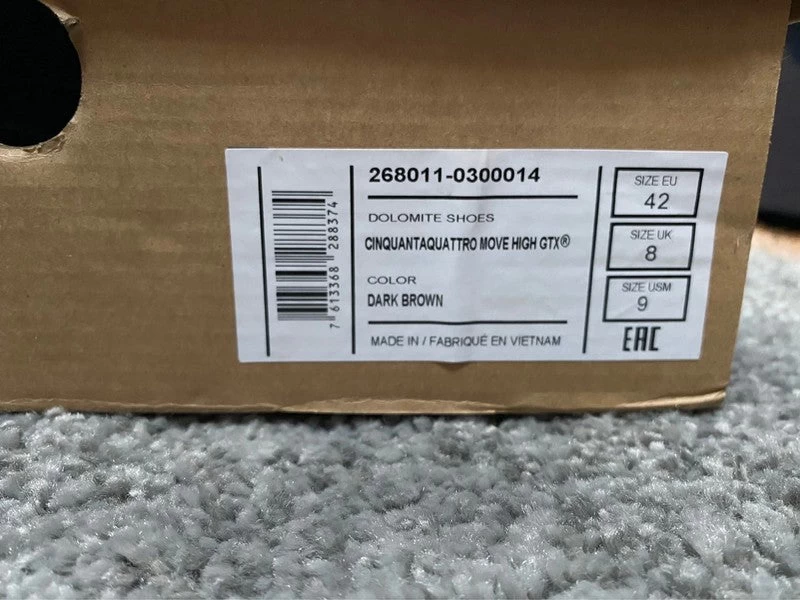 268011-0300014
DOLOMITE SHOES
CINQUANTAQUATTRO MOVE HIGH GTX®
COLOR
DARK BROWN
MADE IN / FABRIQUÉ EN VIETNAM
7 613368 288374
SIZE EU
42
SIZE UK
8
SIZE USM
9
EAC